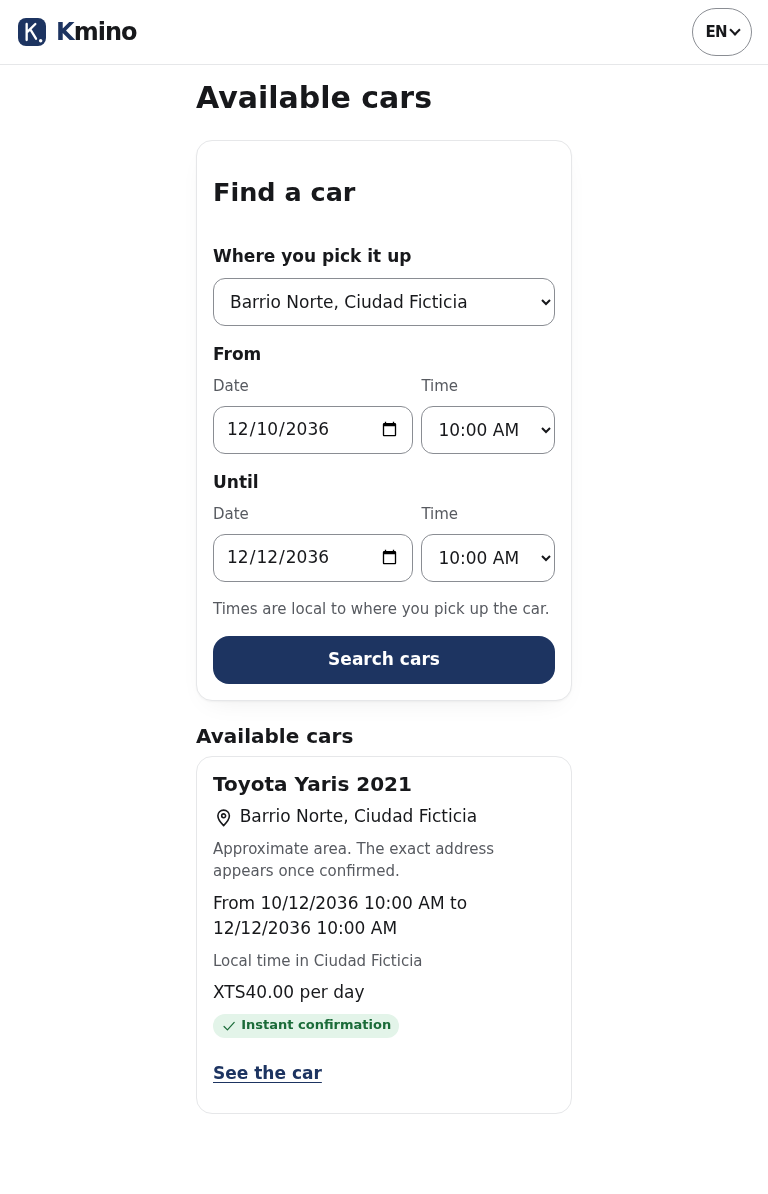 K. Kmino
EN
Available cars
Find a car
Where you pick it up
Barrio Norte, Ciudad Ficticia
From
Date Time
12/10/2036 10:00 AM
Until
Date Time
12/12/2036 10:00 AM
Times are local to where you pick up the car.
Search cars
Available cars
Toyota Yaris 2021
Barrio Norte, Ciudad Ficticia
Approximate area. The exact address
appears once confirmed.
From 10/12/2036 10:00 AM to
12/12/2036 10:00 AM
Local time in Ciudad Ficticia
XTS40.00 per day
Instant confirmation
See the car